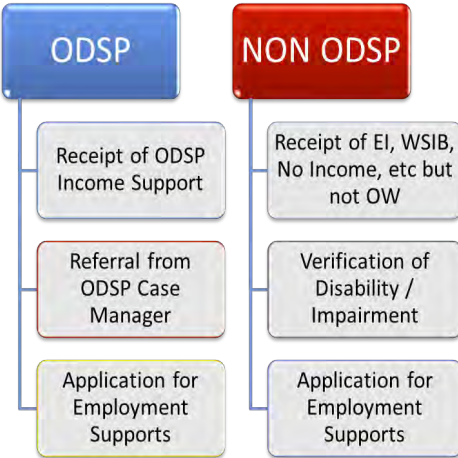 ODSP
Receipt of ODSP
Income Support
Referral from
ODSP Case
Manager
Application for
Employment
Supports
NON ODSP
Receipt of EI, WSIB,
No Income, etc but
not OW
Verification of
Disability /
Impairment
Application for
Employment
Supports